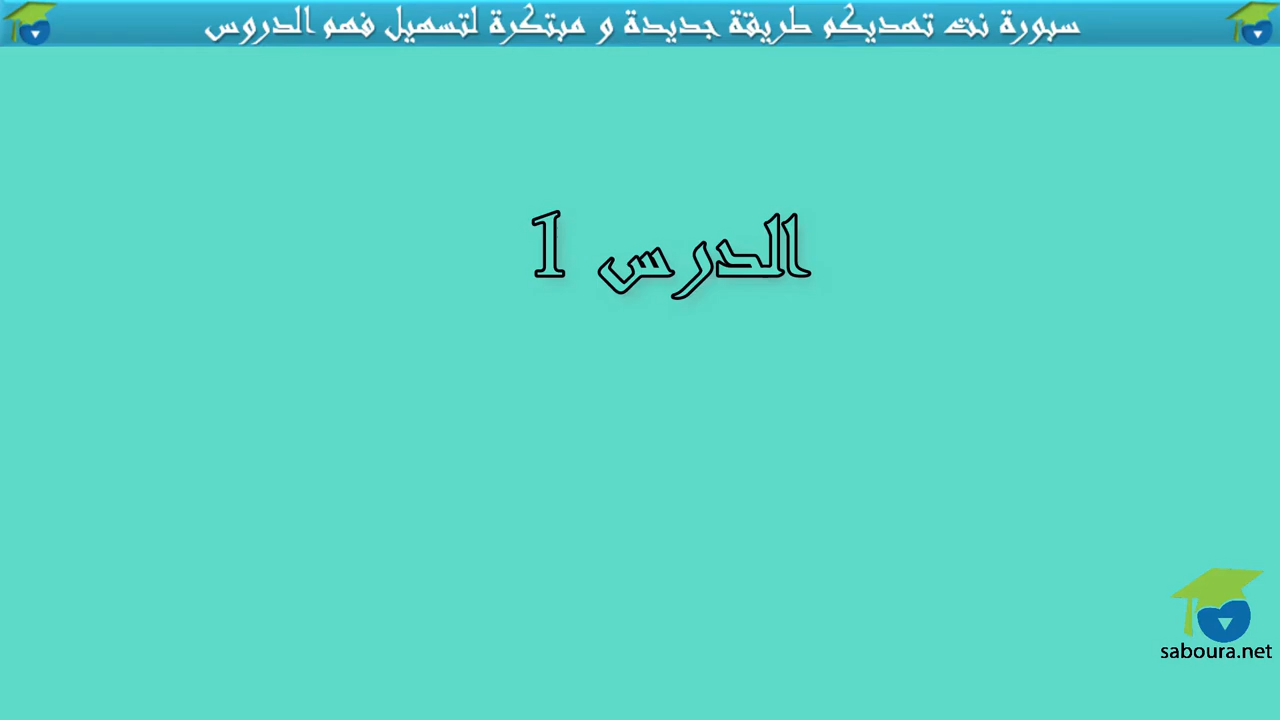 سبورة نت تهديكم طريقة جديدة و مبتكرة لتسهيل فهم الدروس
الدرس 1
saboura.net